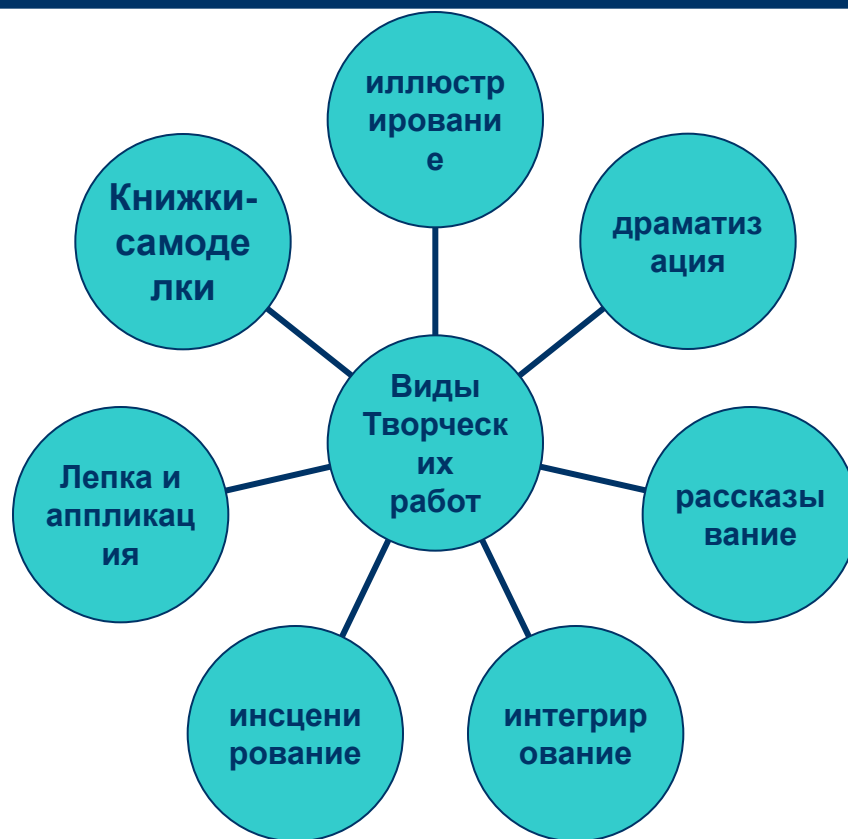 иллюстр
ировани
е
Книжки-
самоде
лки
драматиз
ация
Виды
Творческ
их
работ
Лепка и
аппликац
ия
рассказы
вание
инсцени
рование
интегрир
ование